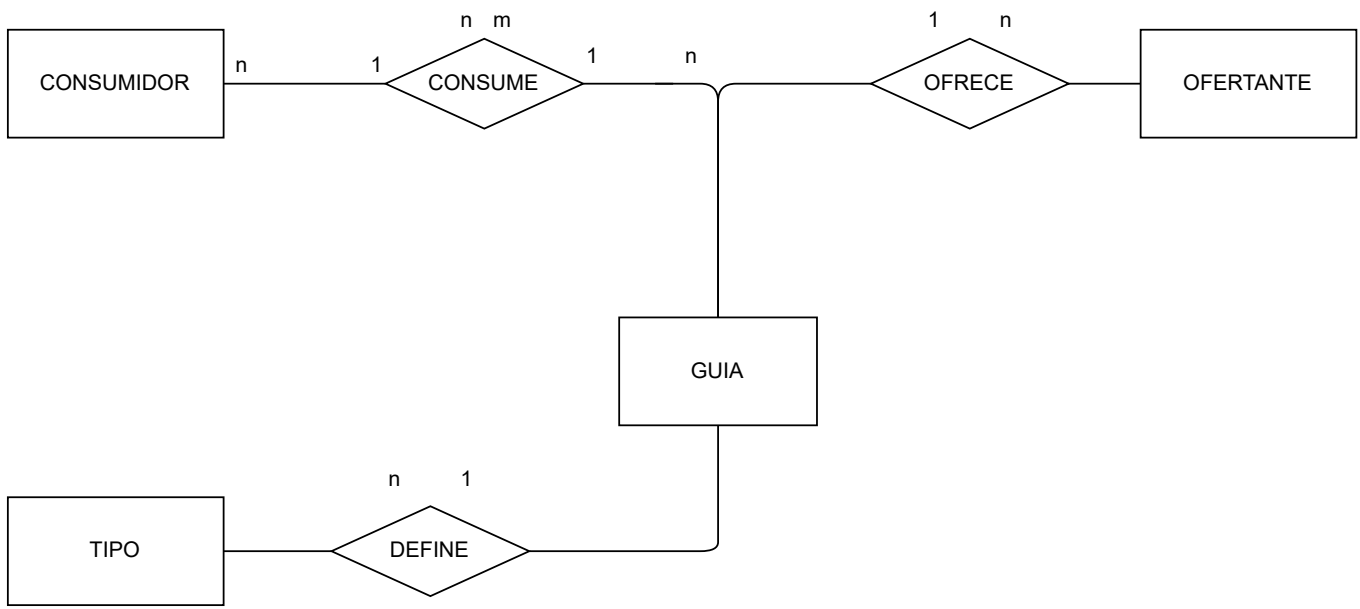 n m
1 n
n
1
1
n
CONSUMIDOR
CONSUME
OFRECE
OFERTANTE
GUIA
n 1
TIPO
DEFINE